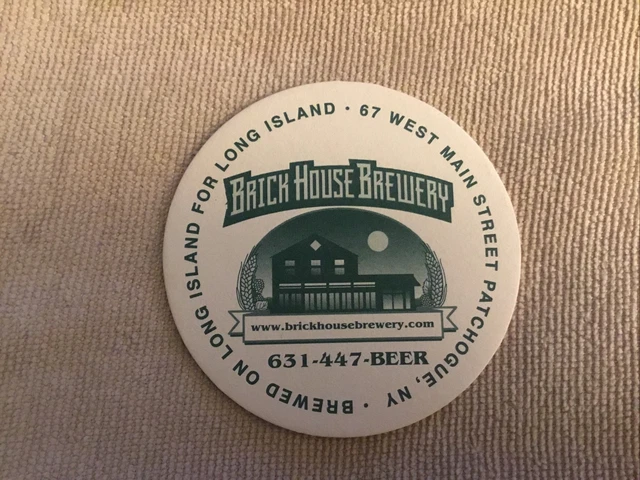 BREWED ON LONG ISLAND FOR LONG ISLAND · 67 WEST MAIN STREET PATCHOGUE, NY ·
BRICK HOUSE BREWERY
www.brickhousebrewery.com
631-447-BEER